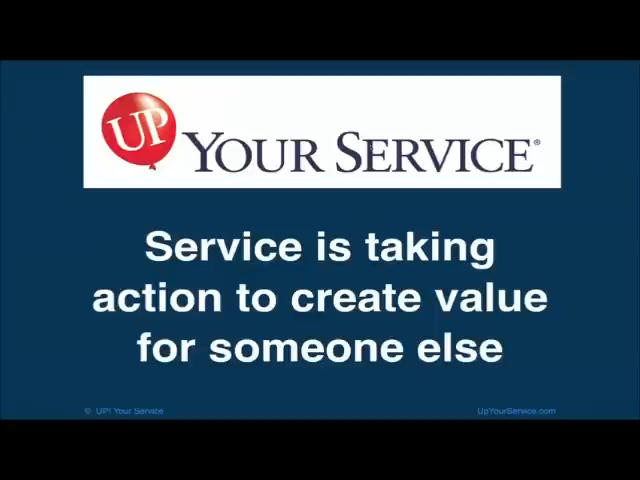 UP YOUR SERVICE®
Service is taking
action to create value
for someone else
© UP! Your Service
UpYourService.com